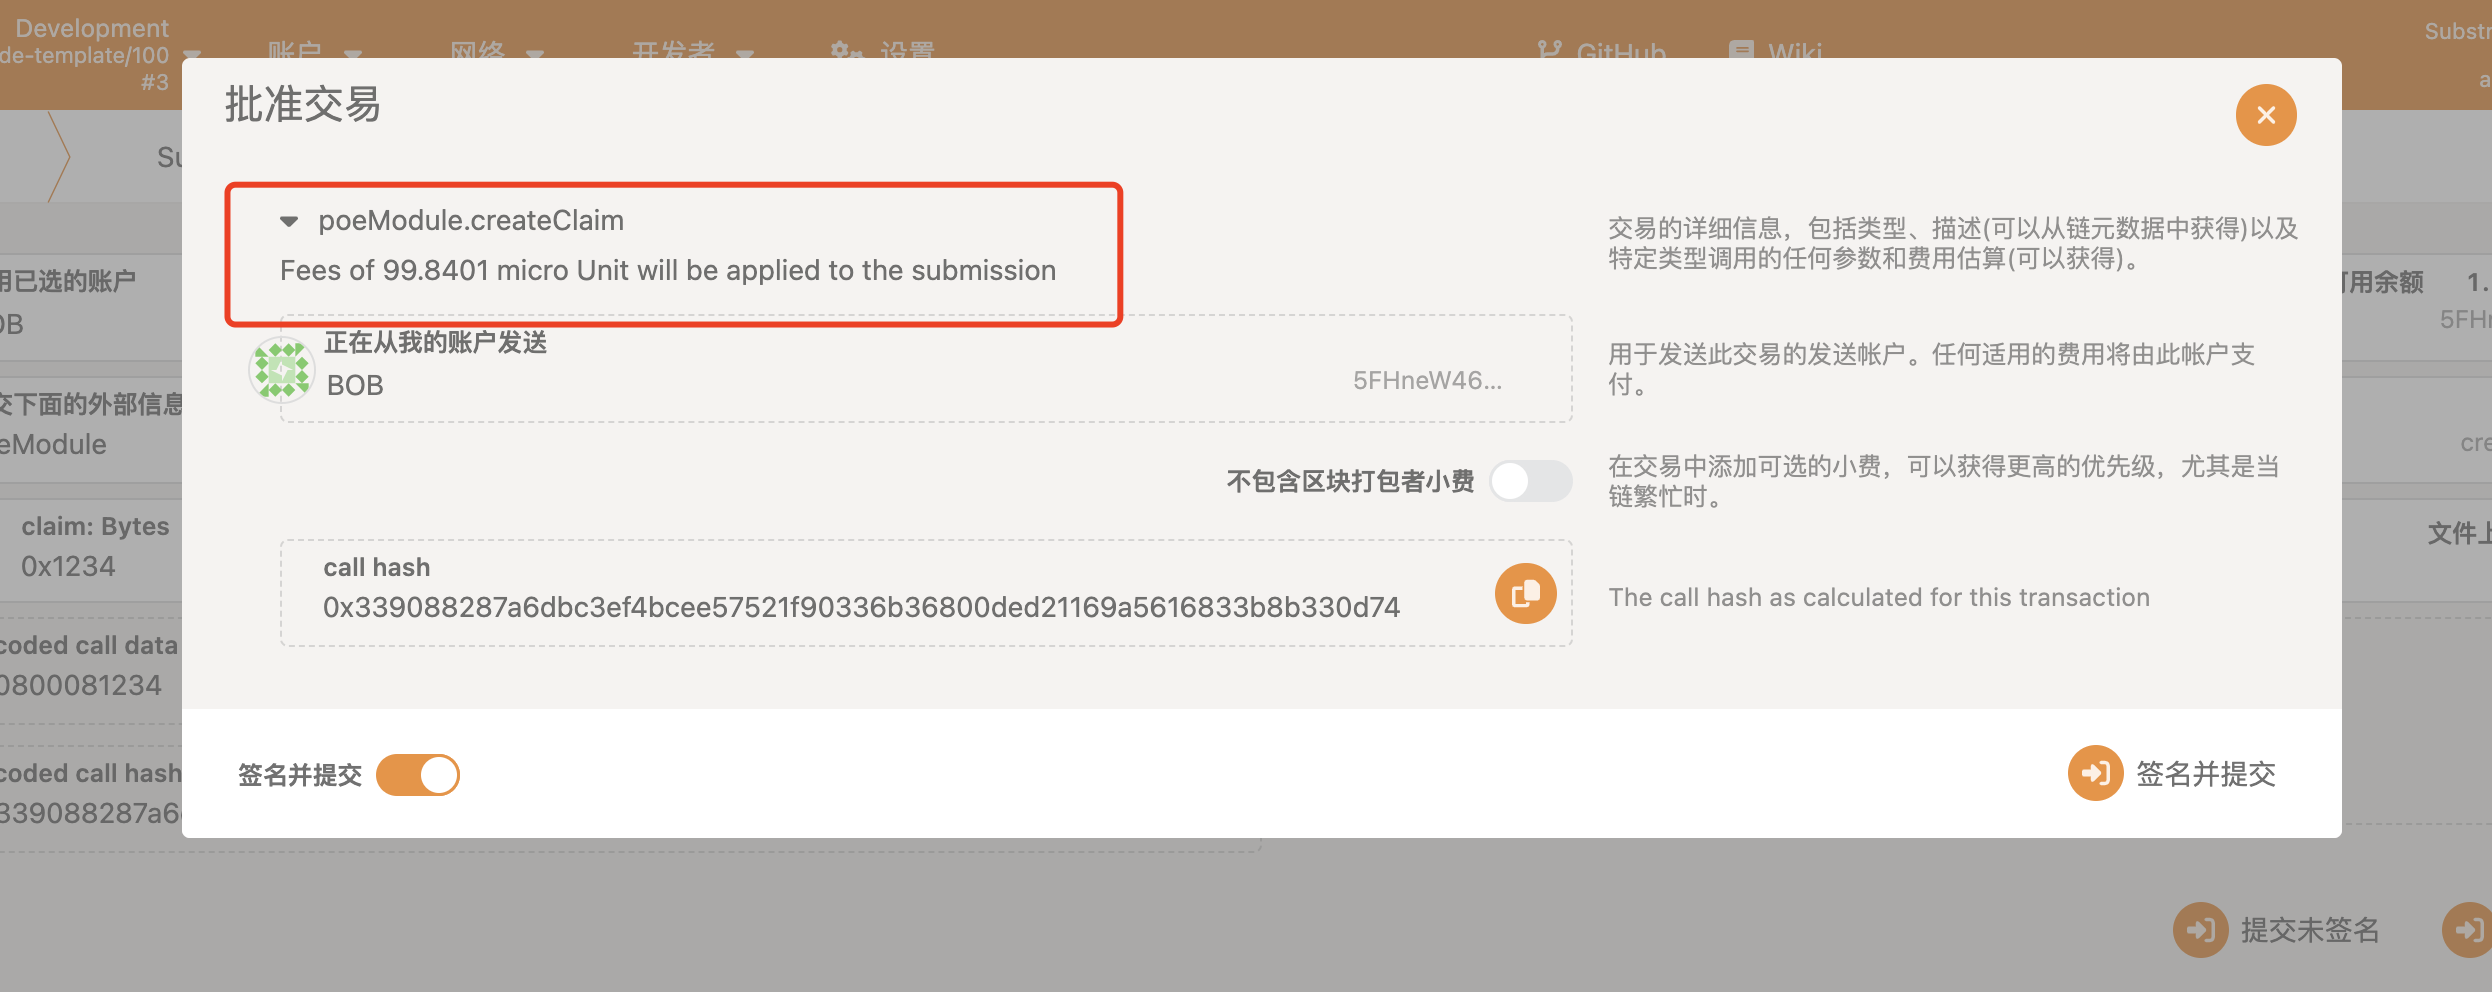 Development
de-template/100
#3
账户
网络
开发者
设置
GitHub
Wiki
Substr
a
批准交易
Su
poeModule.createClaim
Fees of 99.8401 micro Unit will be applied to the submission
交易的详细信息，包括类型、描述(可以从链元数据中获得)以及
特定类型调用的任何参数和费用估算(可以获得)。
用已选的账户
OB
可用余额
1.
5FHr
正在从我的账户发送
BOB
5FHneW46...
用于发送此交易的发送帐户。任何适用的费用将由此帐户支
付。
交下面的外部信息
eModule
cre
不包含区块打包者小费
在交易中添加可选的小费，可以获得更高的优先级，尤其是当
链繁忙时。
claim: Bytes
0x1234
文件上
call hash
0x339088287a6dbc3ef4bcee57521f90336b36800ded21169a5616833b8b330d74
The call hash as calculated for this transaction
coded call data
0800081234
coded call hash
339088287a6
签名并提交
签名并提交
提交未签名